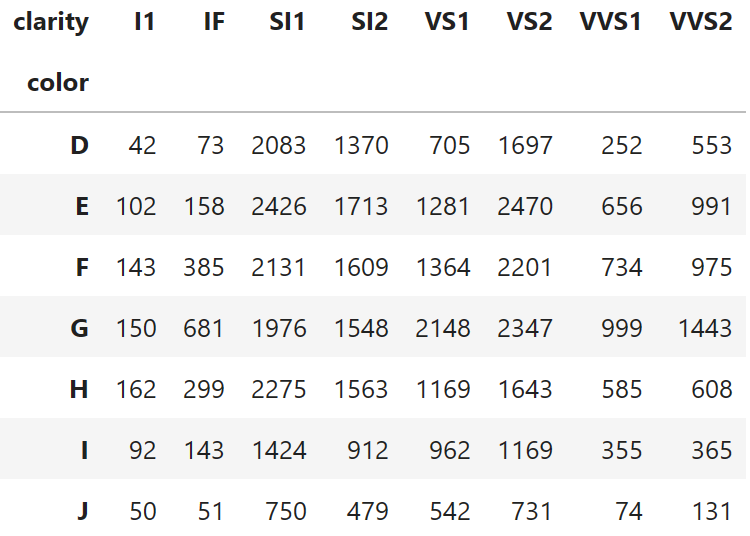 clarity I1 IF SI1 SI2 VS1 VS2 VVS1 VVS2
color
D 42 73 2083 1370 705 1697 252 553
E 102 158 2426 1713 1281 2470 656 991
F 143 385 2131 1609 1364 2201 734 975
G 150 681 1976 1548 2148 2347 999 1443
H 162 299 2275 1563 1169 1643 585 608
I 92 143 1424 912 962 1169 355 365
J 50 51 750 479 542 731 74 131